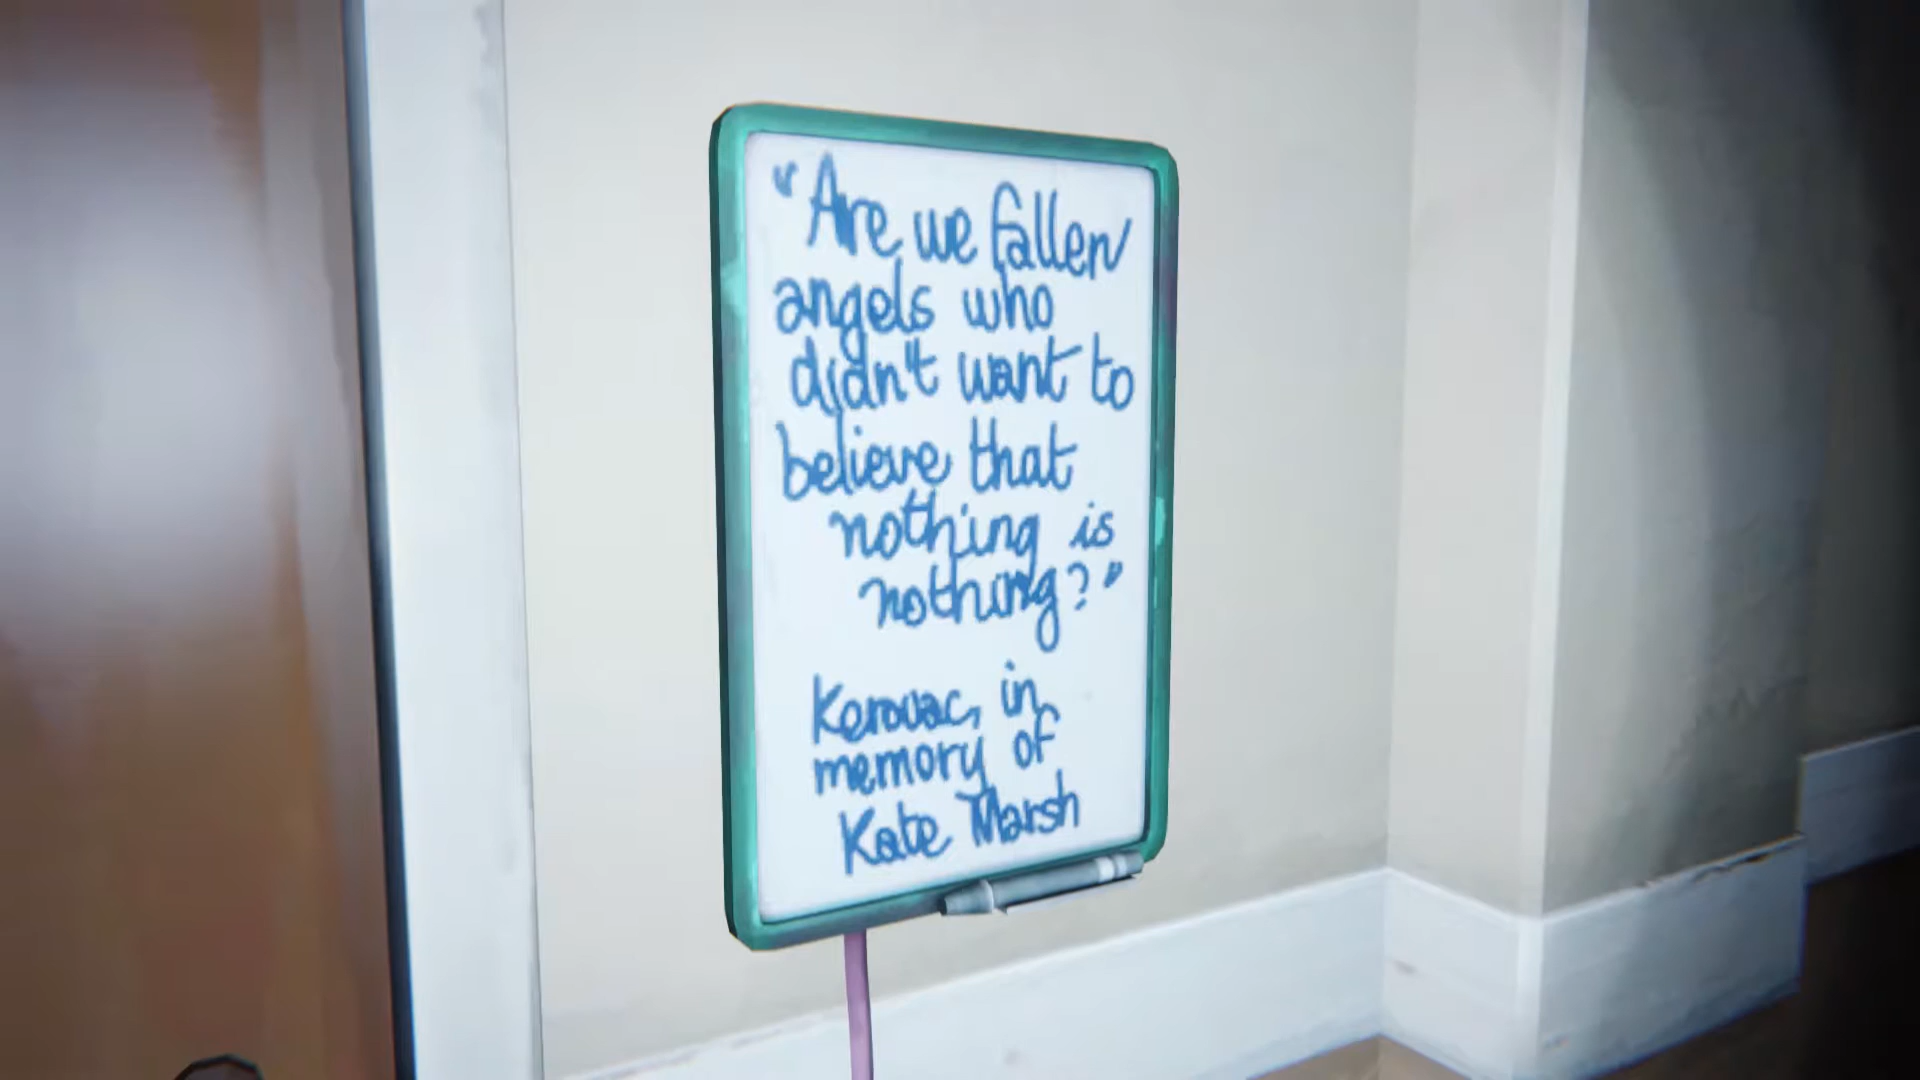 "Are we fallen
angels who
didn't want to
believe that
nothing is
nothing?"
Kerouac, in
memory of
Kate Marsh